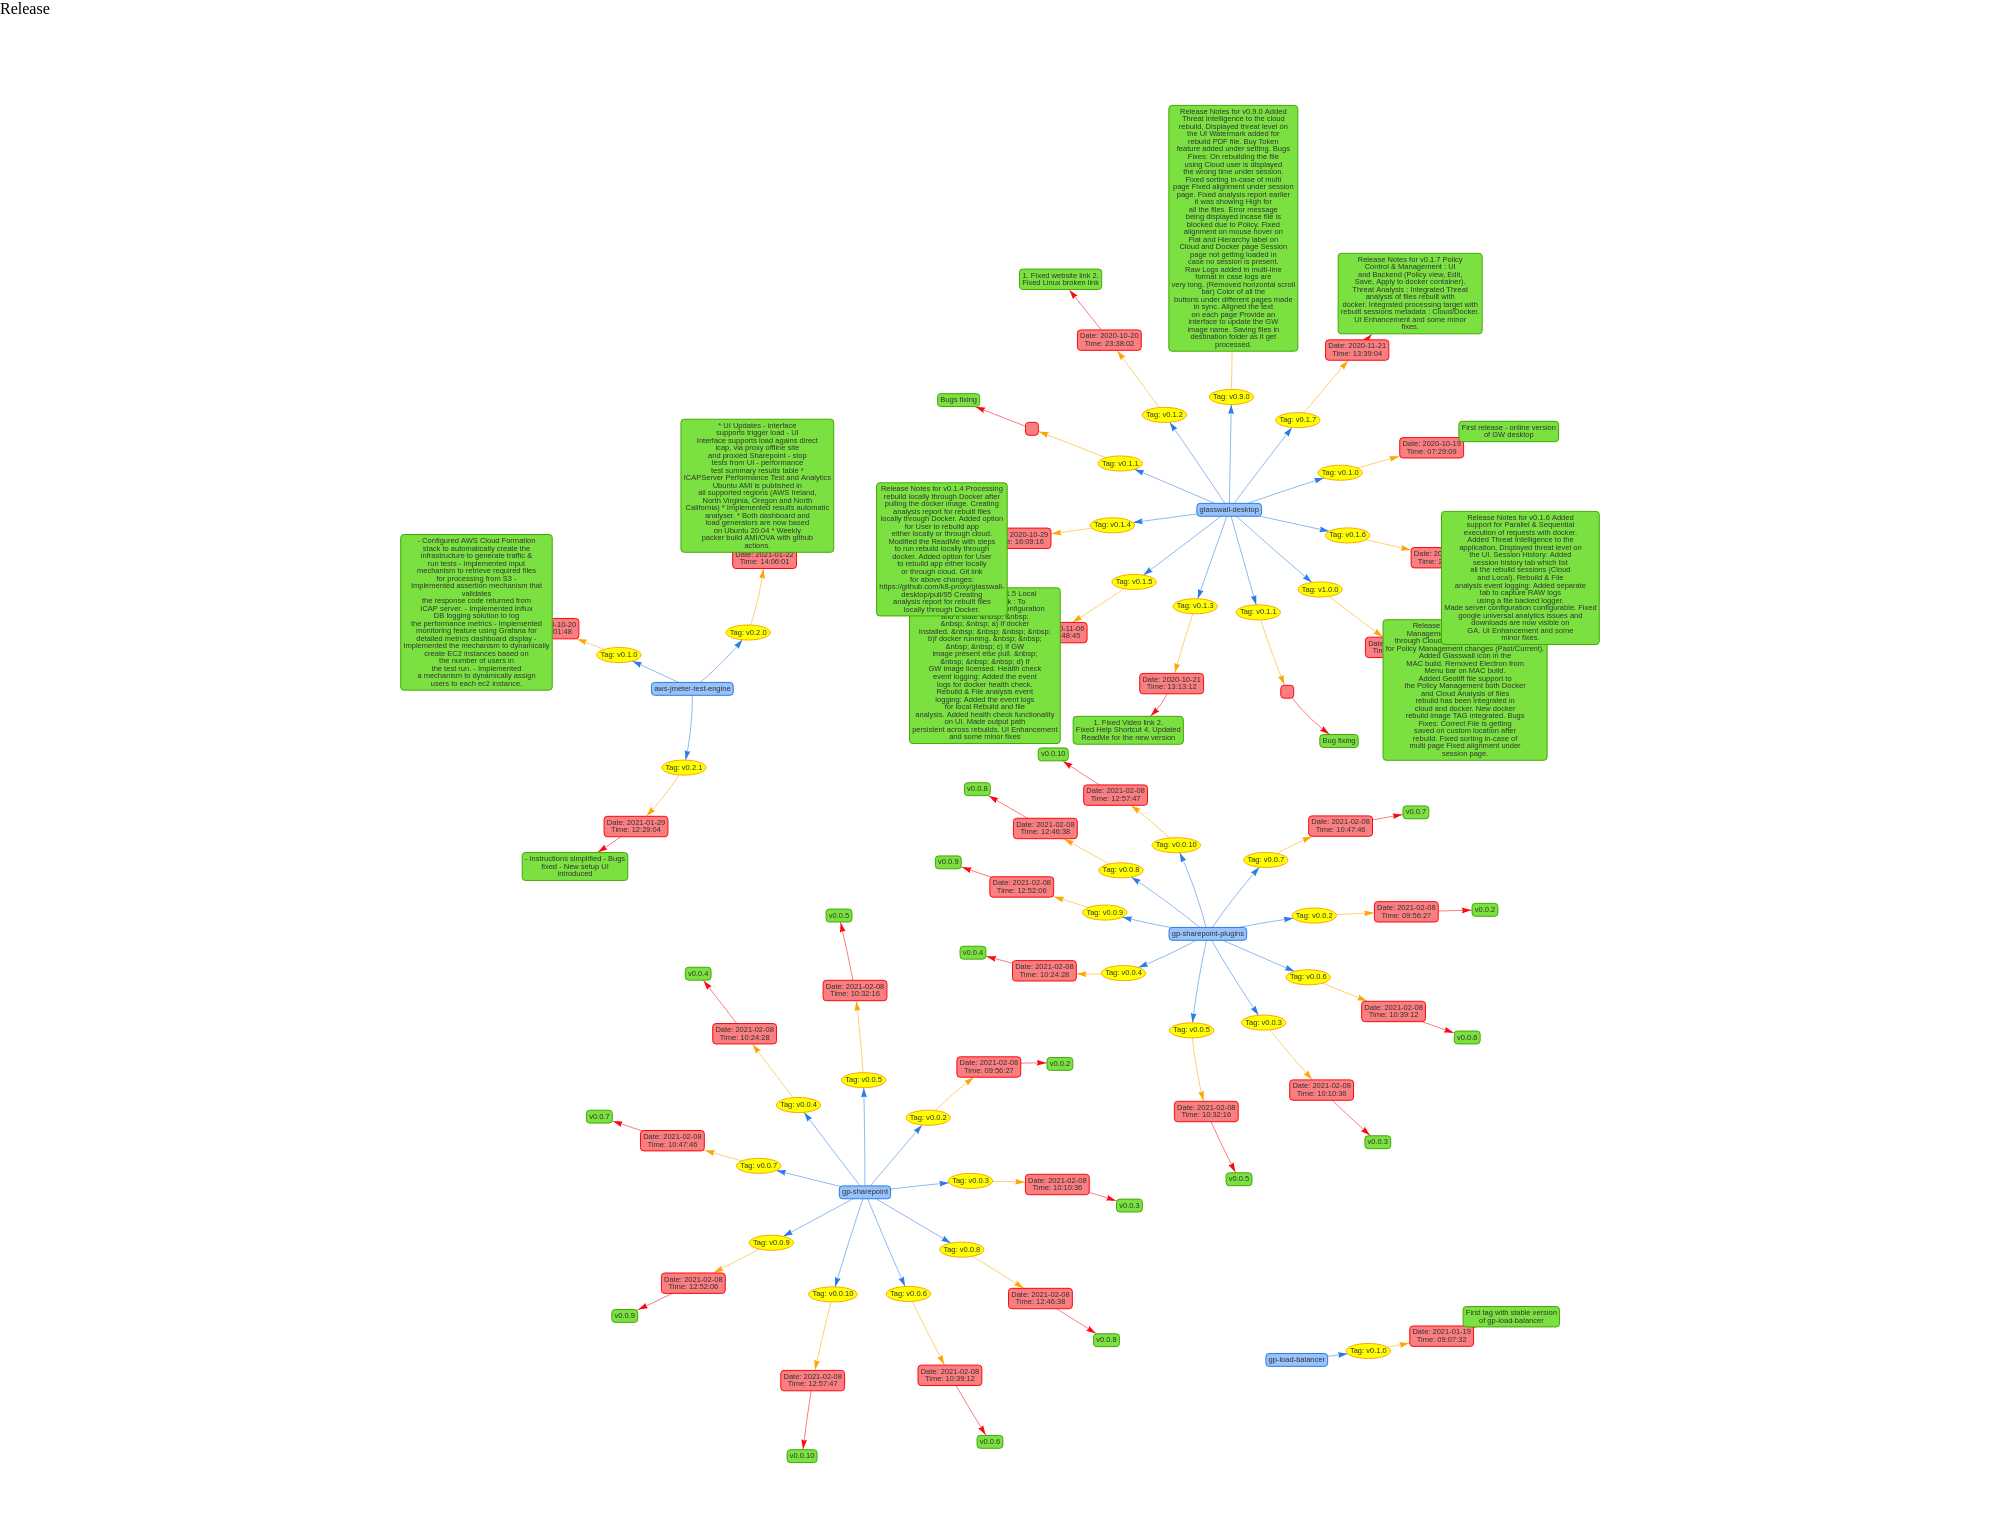 Release
Release Notes for v0.9.0 Added
Threat Intelligence to the cloud
rebuild, Displayed threat level on
the UI Watermark added for
rebuild PDF file. Buy Token
feature added under setting. Bugs
Fixes: On rebuilding the file
using Cloud user is displayed
the wrong time under session.
Fixed sorting in-case of multi
page Fixed alignment under session
page. Fixed analysis report earlier
it was showing High for
all the files. Error message
being displayed incase file is
blocked due to Policy. Fixed
alignment on mouse hover on
Flat and Hierarchy label on
Cloud and Docker page Session
page not getting loaded in
case no session is present.
Raw Logs added in multi-line
format in case logs are
very long. (Removed horizontal scroll
bar) Color of all the
buttons under different pages made
in sync. Aligned the text
on each page Provide an
interface to update the GW
image name. Saving files in
destination folder as it get
processed.
Tag: v0.9.0
1. FIxed website link 2.
Fixed Linux broken link
Date: 2020-10-20
Time: 23:38:02
Tag: v0.1.2
Release Notes for v0.1.7 Policy
Control & Management : UI
and Backend (Policy view, Edit,
Save, Apply to docker container).
Threat Analysis : Integrated Threat
analysis of files rebuilt with
docker. Integrated processing target with
rebuilt sessions metadata : Cloud/Docker.
UI Enhancement and some minor
fixes.
Date: 2020-11-21
Time: 13:39:04
Tag: v0.1.7
Bugs fixing
Tag: v0.1.1
First release - online version
of GW desktop
Date: 2020-10-19
Time: 07:29:09
Tag: v0.1.0
glasswall-desktop
Release Notes for v0.1.4 Processing
rebuild locally through Docker after
pulling the docker image. Creating
analysis report for rebuilt files
locally through Docker. Added option
for User to rebuild app
either locally or through cloud.
Modified the ReadMe with steps
to run rebuild locally through
docker. Added option for User
to rebuild app either locally
or through cloud. Git link
for above changes:
https://github.com/k8-proxy/glasswall-
desktop/pull/95 Creating
analysis report for rebuilt files
locally through Docker.
2020-10-29
16:09:16
Tag: v0.1.4
Release Notes for v0.1.6 Added
support for Parallel & Sequential
execution of requests with docker.
Added Threat Intelligence to the
application, Displayed threat level on
the UI. Session History: Added
session history tab which list
all the rebuild sessions (Cloud
and Local). Rebuild & File
analysis event logging: Added separate
tab to capture RAW logs
using a file backed logger.
Made server configuration configurable. Fixed
google universal analytics issues and
downloads are now visible on
GA. UI Enhancement and some
minor fixes.
Tag: v0.1.6
Tag: v0.1.5
1.5 Local
k : To
onfiguration
and it state &nbsp; &nbsp;
&nbsp; &nbsp; a) If docker
Installed. &nbsp; &nbsp; &nbsp; &nbsp;
b)f docker running. &nbsp; &nbsp;
&nbsp; &nbsp; c) If GW
image present else pull. &nbsp;
&nbsp; &nbsp; &nbsp; d) If
GW image licensed. Health check
event logging: Added the event
logs for docker health check.
Rebuild & File analysis event
logging: Added the event logs
for local Rebuild and file
analysis. Added health check functionality
on UI. Made output path
persistent across rebuilds. UI Enhancement
and some minor fixes
-11-06
48:45
Tag: v0.1.3
Date: 2020-10-21
Time: 13:13:12
1. Fixed Video link 2.
Fixed Help Shortcut 4. Updated
ReadMe for the new version
Tag: v0.1.1
Bug fixing
Tag: v1.0.0
Release
Managem
through Cloud
for Policy Management changes (Past/Current).
Added Glasswall icon in the
MAC build. Removed Electron from
Menu bar on MAC build.
Added Geotiff file support to
the Policy Management both Docker
and Cloud Analysis of files
rebuild has been integrated in
cloud and docker. New docker
rebuild image TAG integrated. Bugs
Fixes: Correct File is getting
saved on custom location after
rebuild. Fixed sorting in-case of
multi page Fixed alignment under
session page.
* UI Updates - interface
supports trigger load - UI
Interface supports load agains direct
icap, via proxy offline site
and proxied Sharepoint - stop
tests from UI - performance
test summary results table *
ICAPServer Performance Test and Analytics
Ubuntu AMI is published in
all supported regions (AWS Ireland,
North Virginia, Oregon and North
California) * Implemented results automatic
analyser. * Both dashboard and
load generators are now based
on Ubuntu 20.04 * Weekly
packer build AMI/OVA with github
actions.
Date: 2021-01-22
Time: 14:06:01
Tag: v0.2.0
- Configured AWS Cloud Formation
stack to automatically create the
infrastructure to generate traffic &
run tests - Implemented input
mechanism to retrieve required files
for processing from S3 -
Implemented assertion mechanism that
validates
the response code returned from
ICAP server. - Implemented Influx
DB logging solution to log
the performance metrics - Implemented
monitoring feature using Grafana for
detailed metrics dashboard display -
Implemented the mechanism to dynamically
create EC2 instances based on
the number of users in
the test run. - Implemented
a mechanism to dynamically assign
users to each ec2 instance.
-10-20
01:48
Tag: v0.1.0
aws-jmeter-test-engine
Tag: v0.2.1
Date: 2021-01-29
Time: 12:29:04
- Instructions simplified - Bugs
fixed - New setup UI
introduced
v0.0.10
Date: 2021-02-08
Time: 12:57:47
Tag: v0.0.10
v0.0.8
Date: 2021-02-08
Time: 12:46:38
Tag: v0.0.8
v0.0.7
Date: 2021-02-08
Time: 10:47:46
Tag: v0.0.7
v0.0.9
Date: 2021-02-08
Time: 12:52:06
Tag: v0.0.9
Tag: v0.0.2
Date: 2021-02-08
Time: 09:56:27
v0.0.2
gp-sharepoint-plugins
v0.0.4
Date: 2021-02-08
Time: 10:24:28
Tag: v0.0.4
Tag: v0.0.6
Date: 2021-02-08
Time: 10:39:12
v0.0.6
Tag: v0.0.5
Date: 2021-02-08
Time: 10:32:16
v0.0.5
Tag: v0.0.3
Date: 2021-02-08
Time: 10:10:36
v0.0.3
v0.0.5
Date: 2021-02-08
Time: 10:32:16
Tag: v0.0.5
v0.0.4
Date: 2021-02-08
Time: 10:24:28
Tag: v0.0.4
v0.0.2
Date: 2021-02-08
Time: 09:56:27
Tag: v0.0.2
v0.0.7
Date: 2021-02-08
Time: 10:47:46
Tag: v0.0.7
gp-sharepoint
Tag: v0.0.3
Date: 2021-02-08
Time: 10:10:36
v0.0.3
Tag: v0.0.9
Date: 2021-02-08
Time: 12:52:06
v0.0.9
Tag: v0.0.8
Date: 2021-02-08
Time: 12:46:38
v0.0.8
Tag: v0.0.10
Date: 2021-02-08
Time: 12:57:47
v0.0.10
Tag: v0.0.6
Date: 2021-02-08
Time: 10:39:12
v0.0.6
First tag with stable version
of gp-load-balancer
Date: 2021-01-19
Time: 09:07:32
Tag: v0.1.0
gp-load-balancer